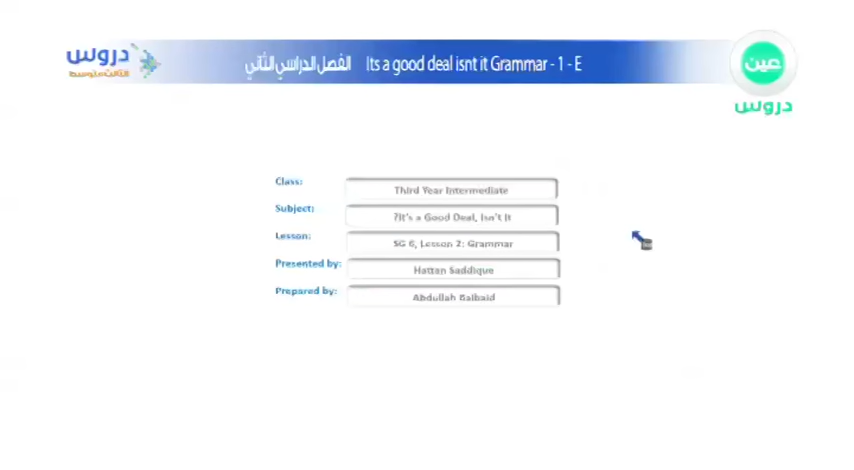 دروس
الثالث متوسط
الفصل الدراسي الثاني Its a good deal isnt it Grammar - 1 - E
عين
دروس
Class: Third Year Intermediate
Subject: ?It's a Good Deal, Isn't It
Lesson: SG 6, Lesson 2: Grammar
Presented by: Hattan Saddique
Prepared by: Abdullah Balbaid